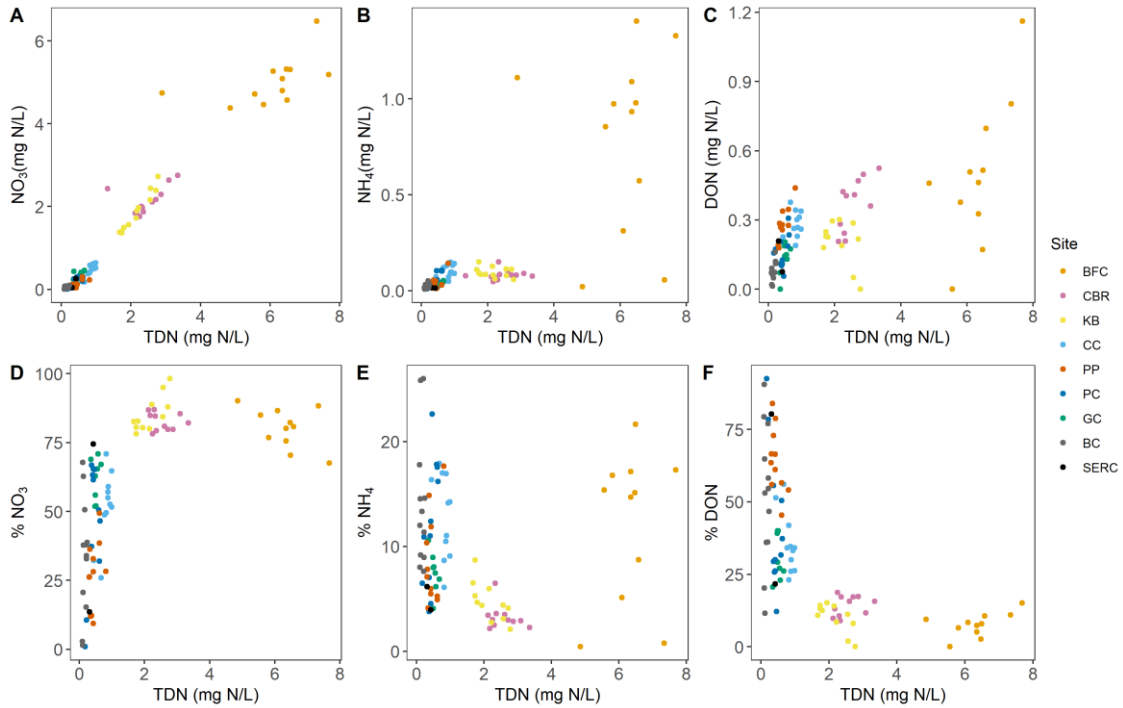 A
NO₃(mg N/L)
6
4
2
0
0 2 4 6 8
TDN (mg N/L)
B
NH₄(mg N/L)
1.0
0.5
0.0
0 2 4 6 8
TDN (mg N/L)
C
DON (mg N/L)
1.2
0.9
0.6
0.3
0.0
0 2 4 6 8
TDN (mg N/L)
Site
BFC
CBR
KB
CC
PP
PC
GC
BC
SERC
D
% NO₃
100
75
50
25
0
0 2 4 6 8
TDN (mg N/L)
E
% NH₄
20
10
0
0 2 4 6 8
TDN (mg N/L)
F
% DON
75
50
25
0
0 2 4 6 8
TDN (mg N/L)